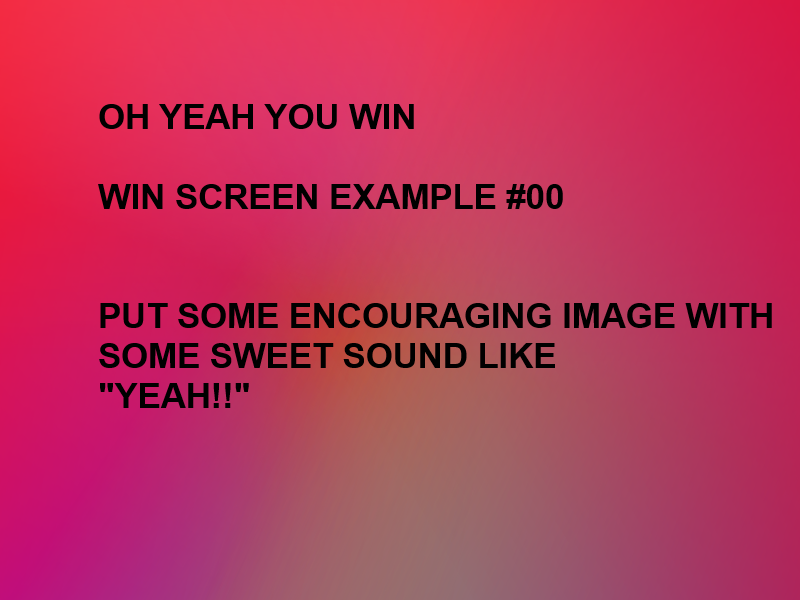 OH YEAH YOU WIN
WIN SCREEN EXAMPLE #00
PUT SOME ENCOURAGING IMAGE WITH
SOME SWEET SOUND LIKE
"YEAH!!"